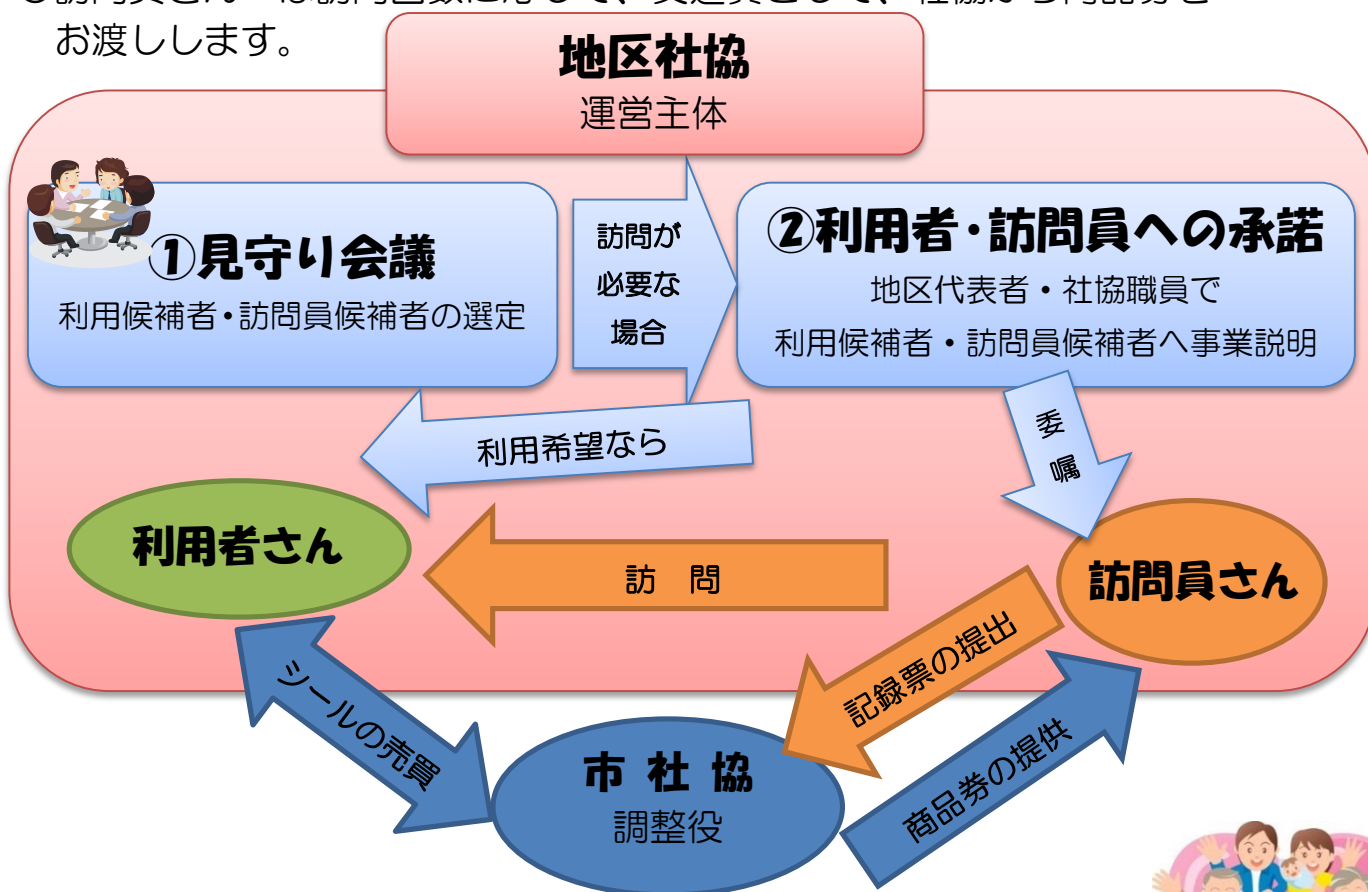 お渡しします。
地区社協
運営主体
①見守り会議
利用候補者・訪問員候補者の選定
訪問が
必要な
場合
②利用者・訪問員への承諾
地区代表者・社協職員で
利用候補者・訪問員候補者へ事業説明
利用希望なら
委
嘱
利用者さん
訪 問
訪問員さん
記録票の提出
シールの売買
市 社 協
調整役
商品券の提供